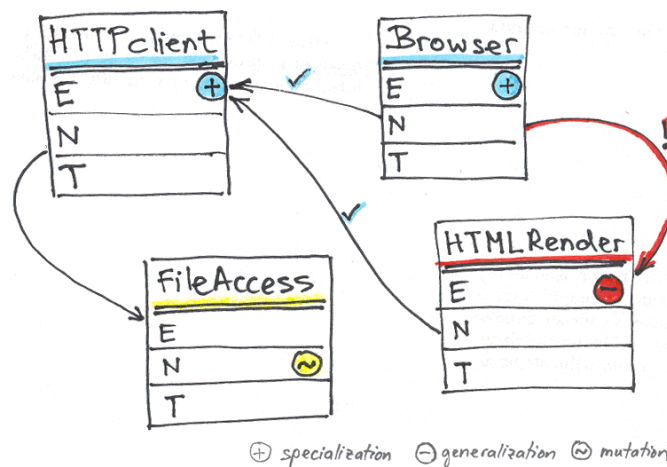 HTTPclient
E +
N
T
Browser
E +
N
T
!
HTMLRender
E -
N
T
FileAccess
E
N ~
T
+ specialization - generalization ~ mutation